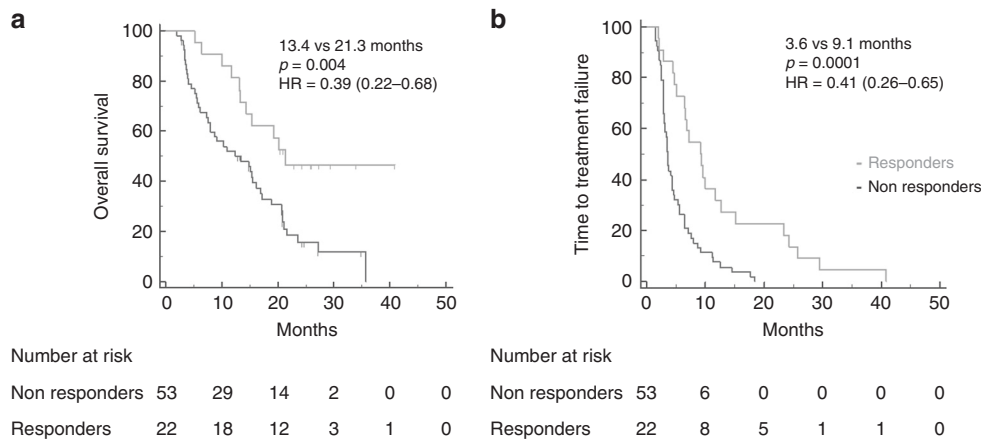 a
100
80
60
40
20
0
Overall survival
13.4 vs 21.3 months
p = 0.004
HR = 0.39 (0.22–0.68)
0 10 20 30 40 50
Months
Number at risk
Non responders 53 29 14 2 0 0
Responders 22 18 12 3 1 0
b
100
80
60
40
20
0
Time to treatment failure
3.6 vs 9.1 months
p = 0.0001
HR = 0.41 (0.26–0.65)
Responders
Non responders
0 10 20 30 40 50
Months
Number at risk
Non responders 53 6 0 0 0 0
Responders 22 8 5 1 1 0